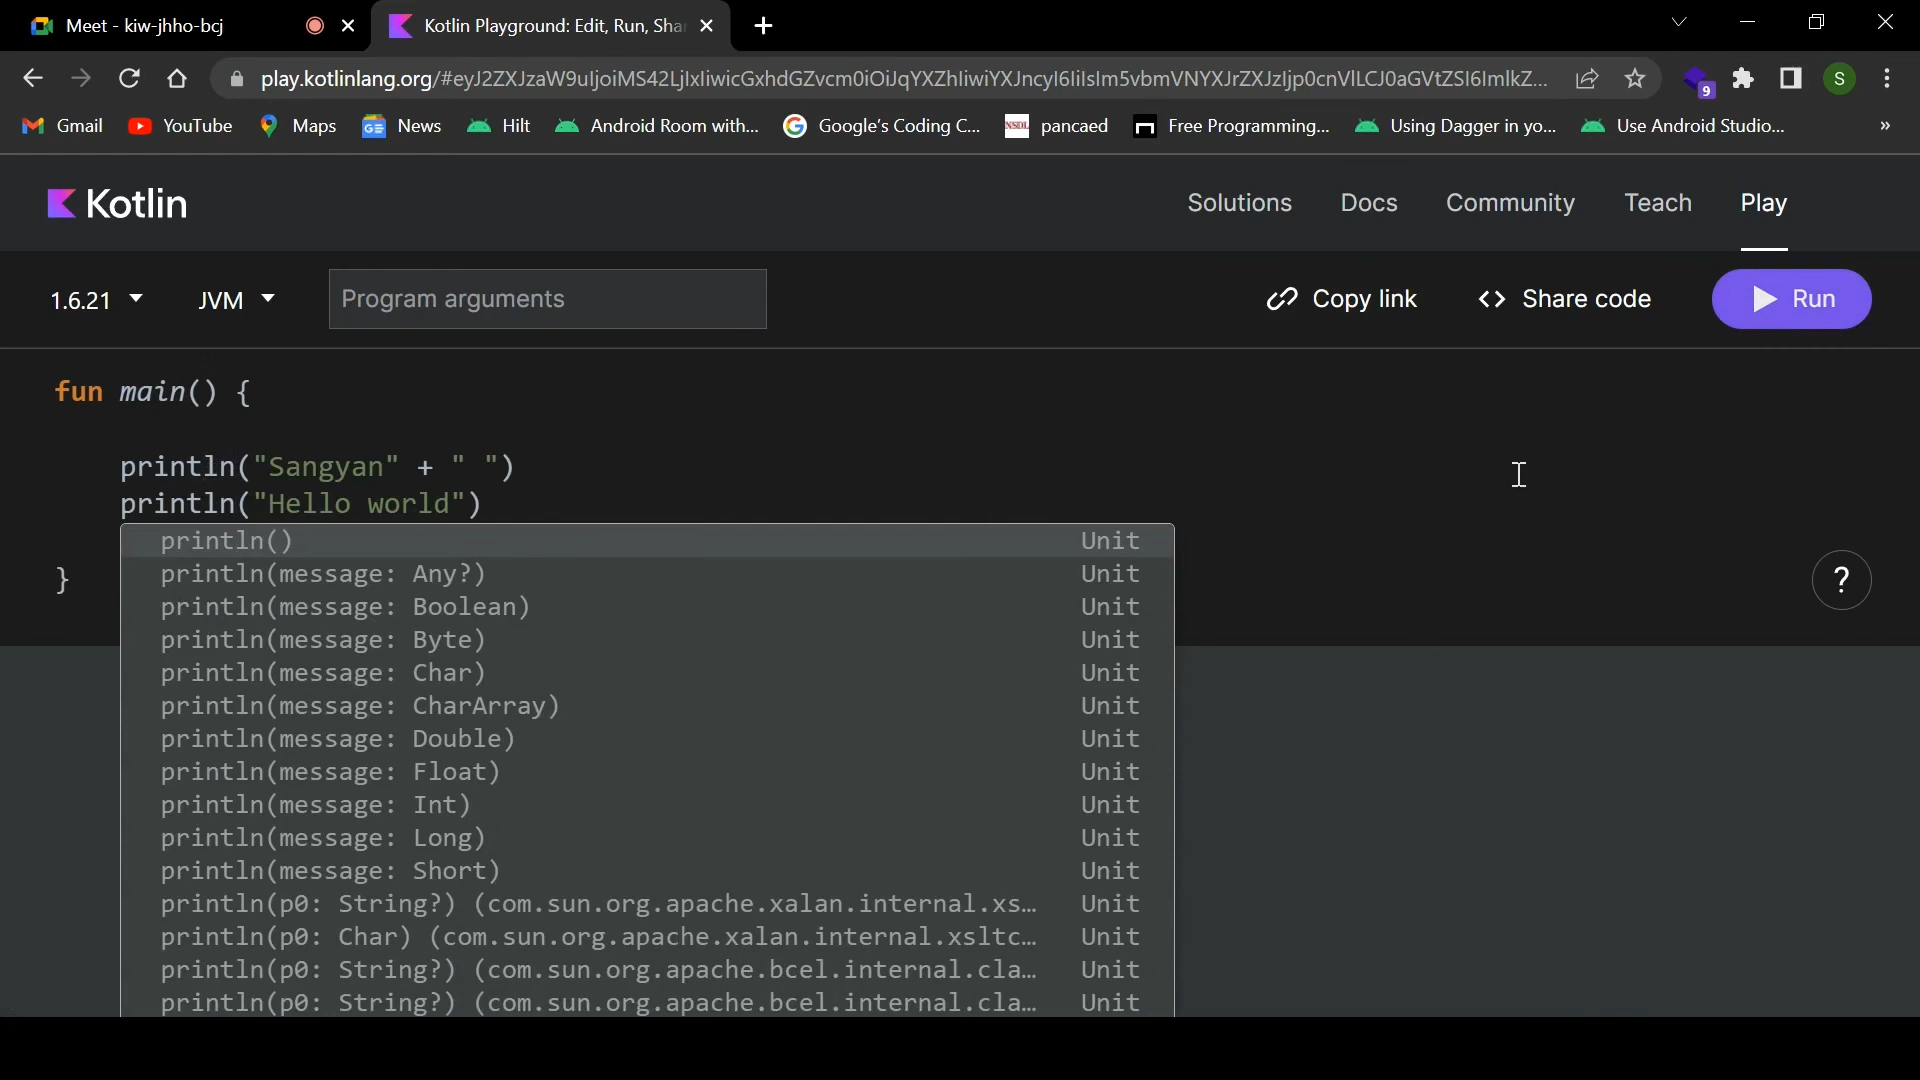 Meet - kiw-jhho-bcj
Kotlin Playground: Edit, Run, Sha
Gmail YouTube Maps News Hilt Android Room with... Google's Coding C... NSDL pancaed Free Programming... Using Dagger in yo... Use Android Studio... »
9 S
Kotlin Solutions Docs Community Teach Play
1.6.21 JVM Program arguments Copy link <> Share code Run
fun main() {
println("Sangyan" + " ")
println("Hello world")
println() Unit
println(message: Any?) Unit
}
?
println(message: Boolean) Unit
println(message: Byte) Unit
println(message: Char) Unit
println(message: CharArray) Unit
println(message: Double) Unit
println(message: Float) Unit
println(message: Int) Unit
println(message: Long) Unit
println(message: Short) Unit
println(p0: String?) (com.sun.org.apache.xalan.internal.xs… Unit
println(p0: Char) (com.sun.org.apache.xalan.internal.xsltc… Unit
println(p0: String?) (com.sun.org.apache.bcel.internal.cla… Unit
println(p0: String?) (com.sun.org.apache.bcel.internal.cla… Unit